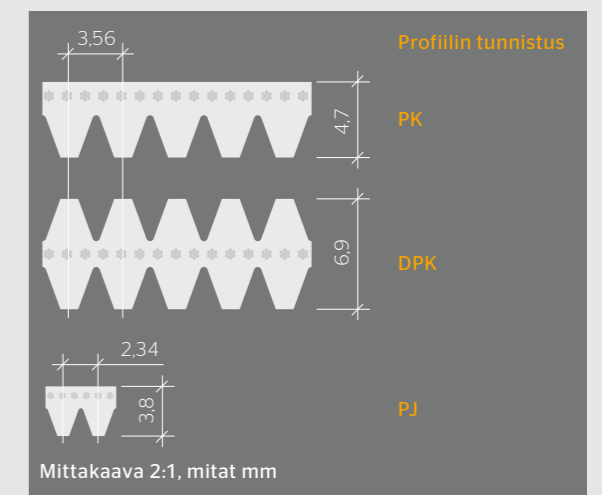 3,56
Profiilin tunnistus
4,7
PK
6,9
DPK
2,34
3,8
PJ
Mittakaava 2:1, mitat mm